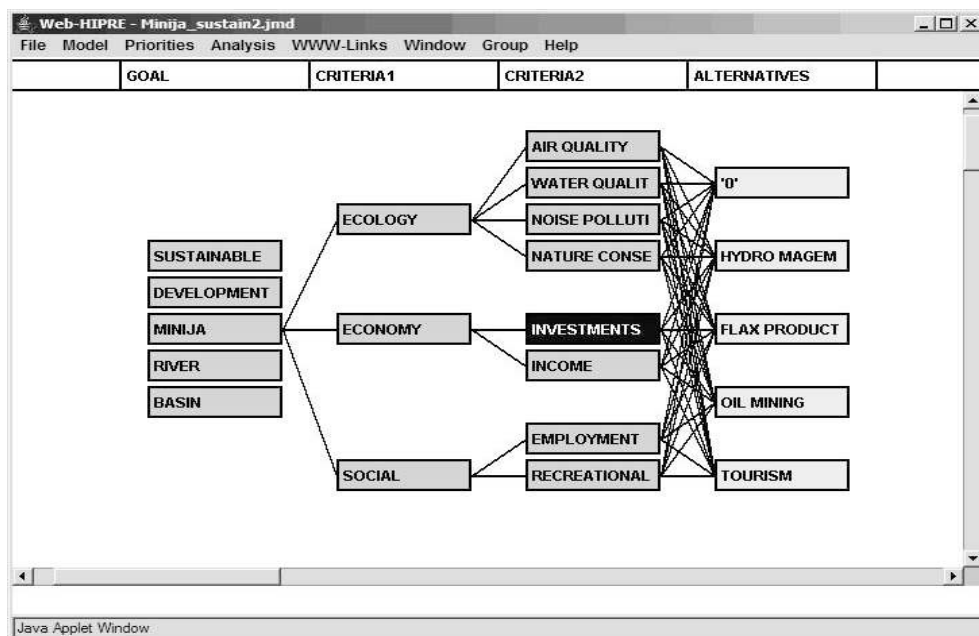 Web-HIPRE - Minija_sustain2.jmd
File Model Priorities Analysis WWW-Links Window Group Help
GOAL CRITERIA1 CRITERIA2 ALTERNATIVES
SUSTAINABLE
DEVELOPMENT
MINIJA
RIVER
BASIN
ECOLOGY
ECONOMY
SOCIAL
AIR QUALITY
WATER QUALIT
NOISE POLLUTI
NATURE CONSE
INVESTMENTS
INCOME
EMPLOYMENT
RECREATIONAL
'0'
HYDRO MAGEM
FLAX PRODUCT
OIL MINING
TOURISM
Java Applet Window